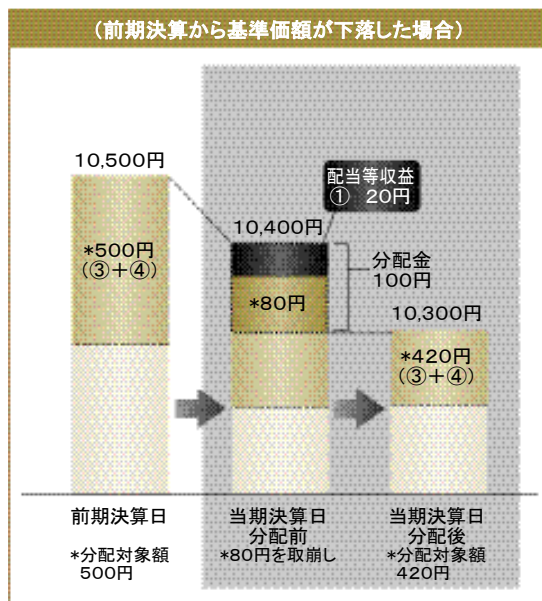 （前期決算から基準価額が下落した場合）
10,500円
*500円
（③＋④）
配当等収益
① 20円
10,400円
*80円
分配金
100円
10,300円
*420円
（③＋④）
前期決算日
*分配対象額
500円
当期決算日
分配前
*80円を取崩し
当期決算日
分配後
*分配対象額
420円